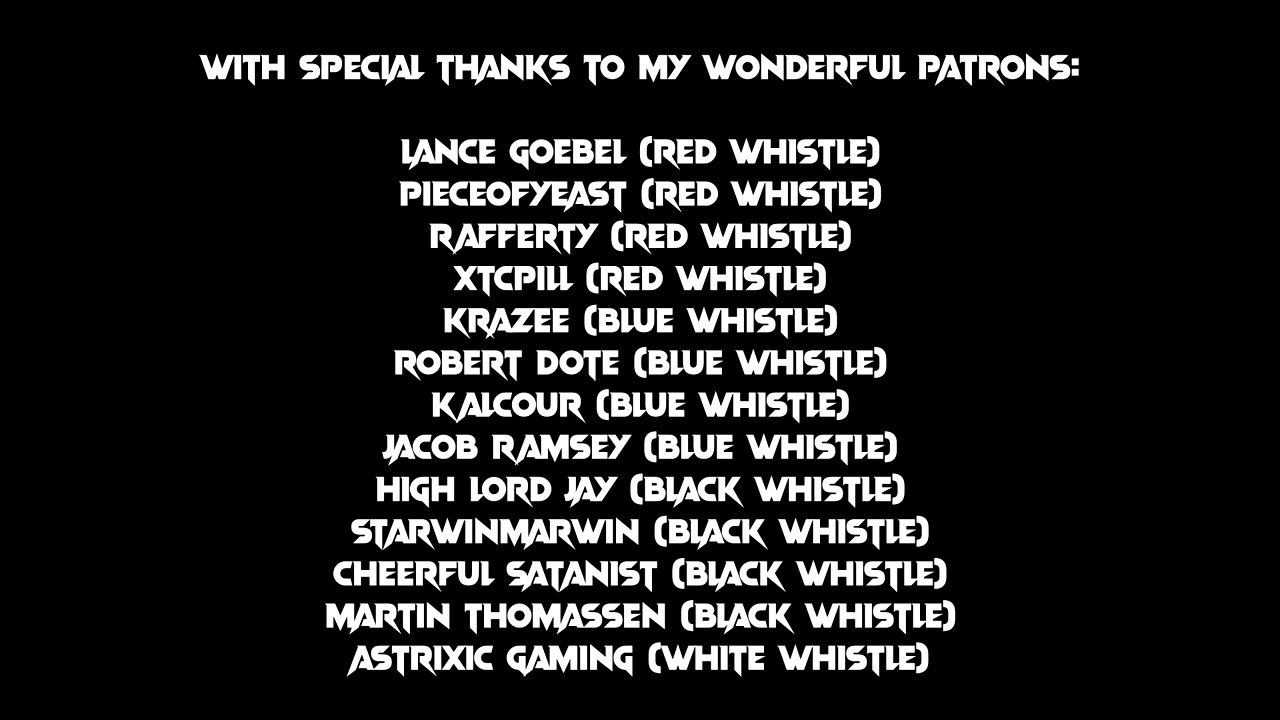 WITH SPECIAL THANKS TO MY WONDERFUL PATRONS:
LANCE GOEBEL (RED WHISTLE)
PIECEOFYEAST (RED WHISTLE)
RAFFERTY (RED WHISTLE)
XTCPILL (RED WHISTLE)
KRAZEE (BLUE WHISTLE)
ROBERT DOTE (BLUE WHISTLE)
KALCOUR (BLUE WHISTLE)
JACOB RAMSEY (BLUE WHISTLE)
HIGH LORD JAY (BLACK WHISTLE)
STARWINMARWIN (BLACK WHISTLE)
CHEERFUL SATANIST (BLACK WHISTLE)
MARTIN THOMASSEN (BLACK WHISTLE)
ASTRIXIC GAMING (WHITE WHISTLE)